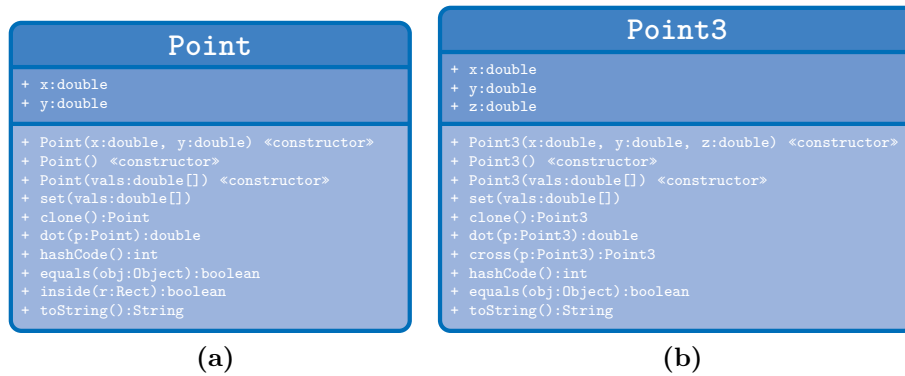 Point
+ x:double
+ y:double
+ Point(x:double, y:double) «constructor»
+ Point() «constructor»
+ Point(vals:double[]) «constructor»
+ set(vals:double[])
+ clone():Point
+ dot(p:Point):double
+ hashCode():int
+ equals(obj:Object):boolean
+ inside(r:Rect):boolean
+ toString():String
(a)
Point3
+ x:double
+ y:double
+ z:double
+ Point3(x:double, y:double, z:double) «constructor»
+ Point3() «constructor»
+ Point3(vals:double[]) «constructor»
+ set(vals:double[])
+ clone():Point3
+ dot(p:Point3):double
+ cross(p:Point3):Point3
+ hashCode():int
+ equals(obj:Object):boolean
+ toString():String
(b)